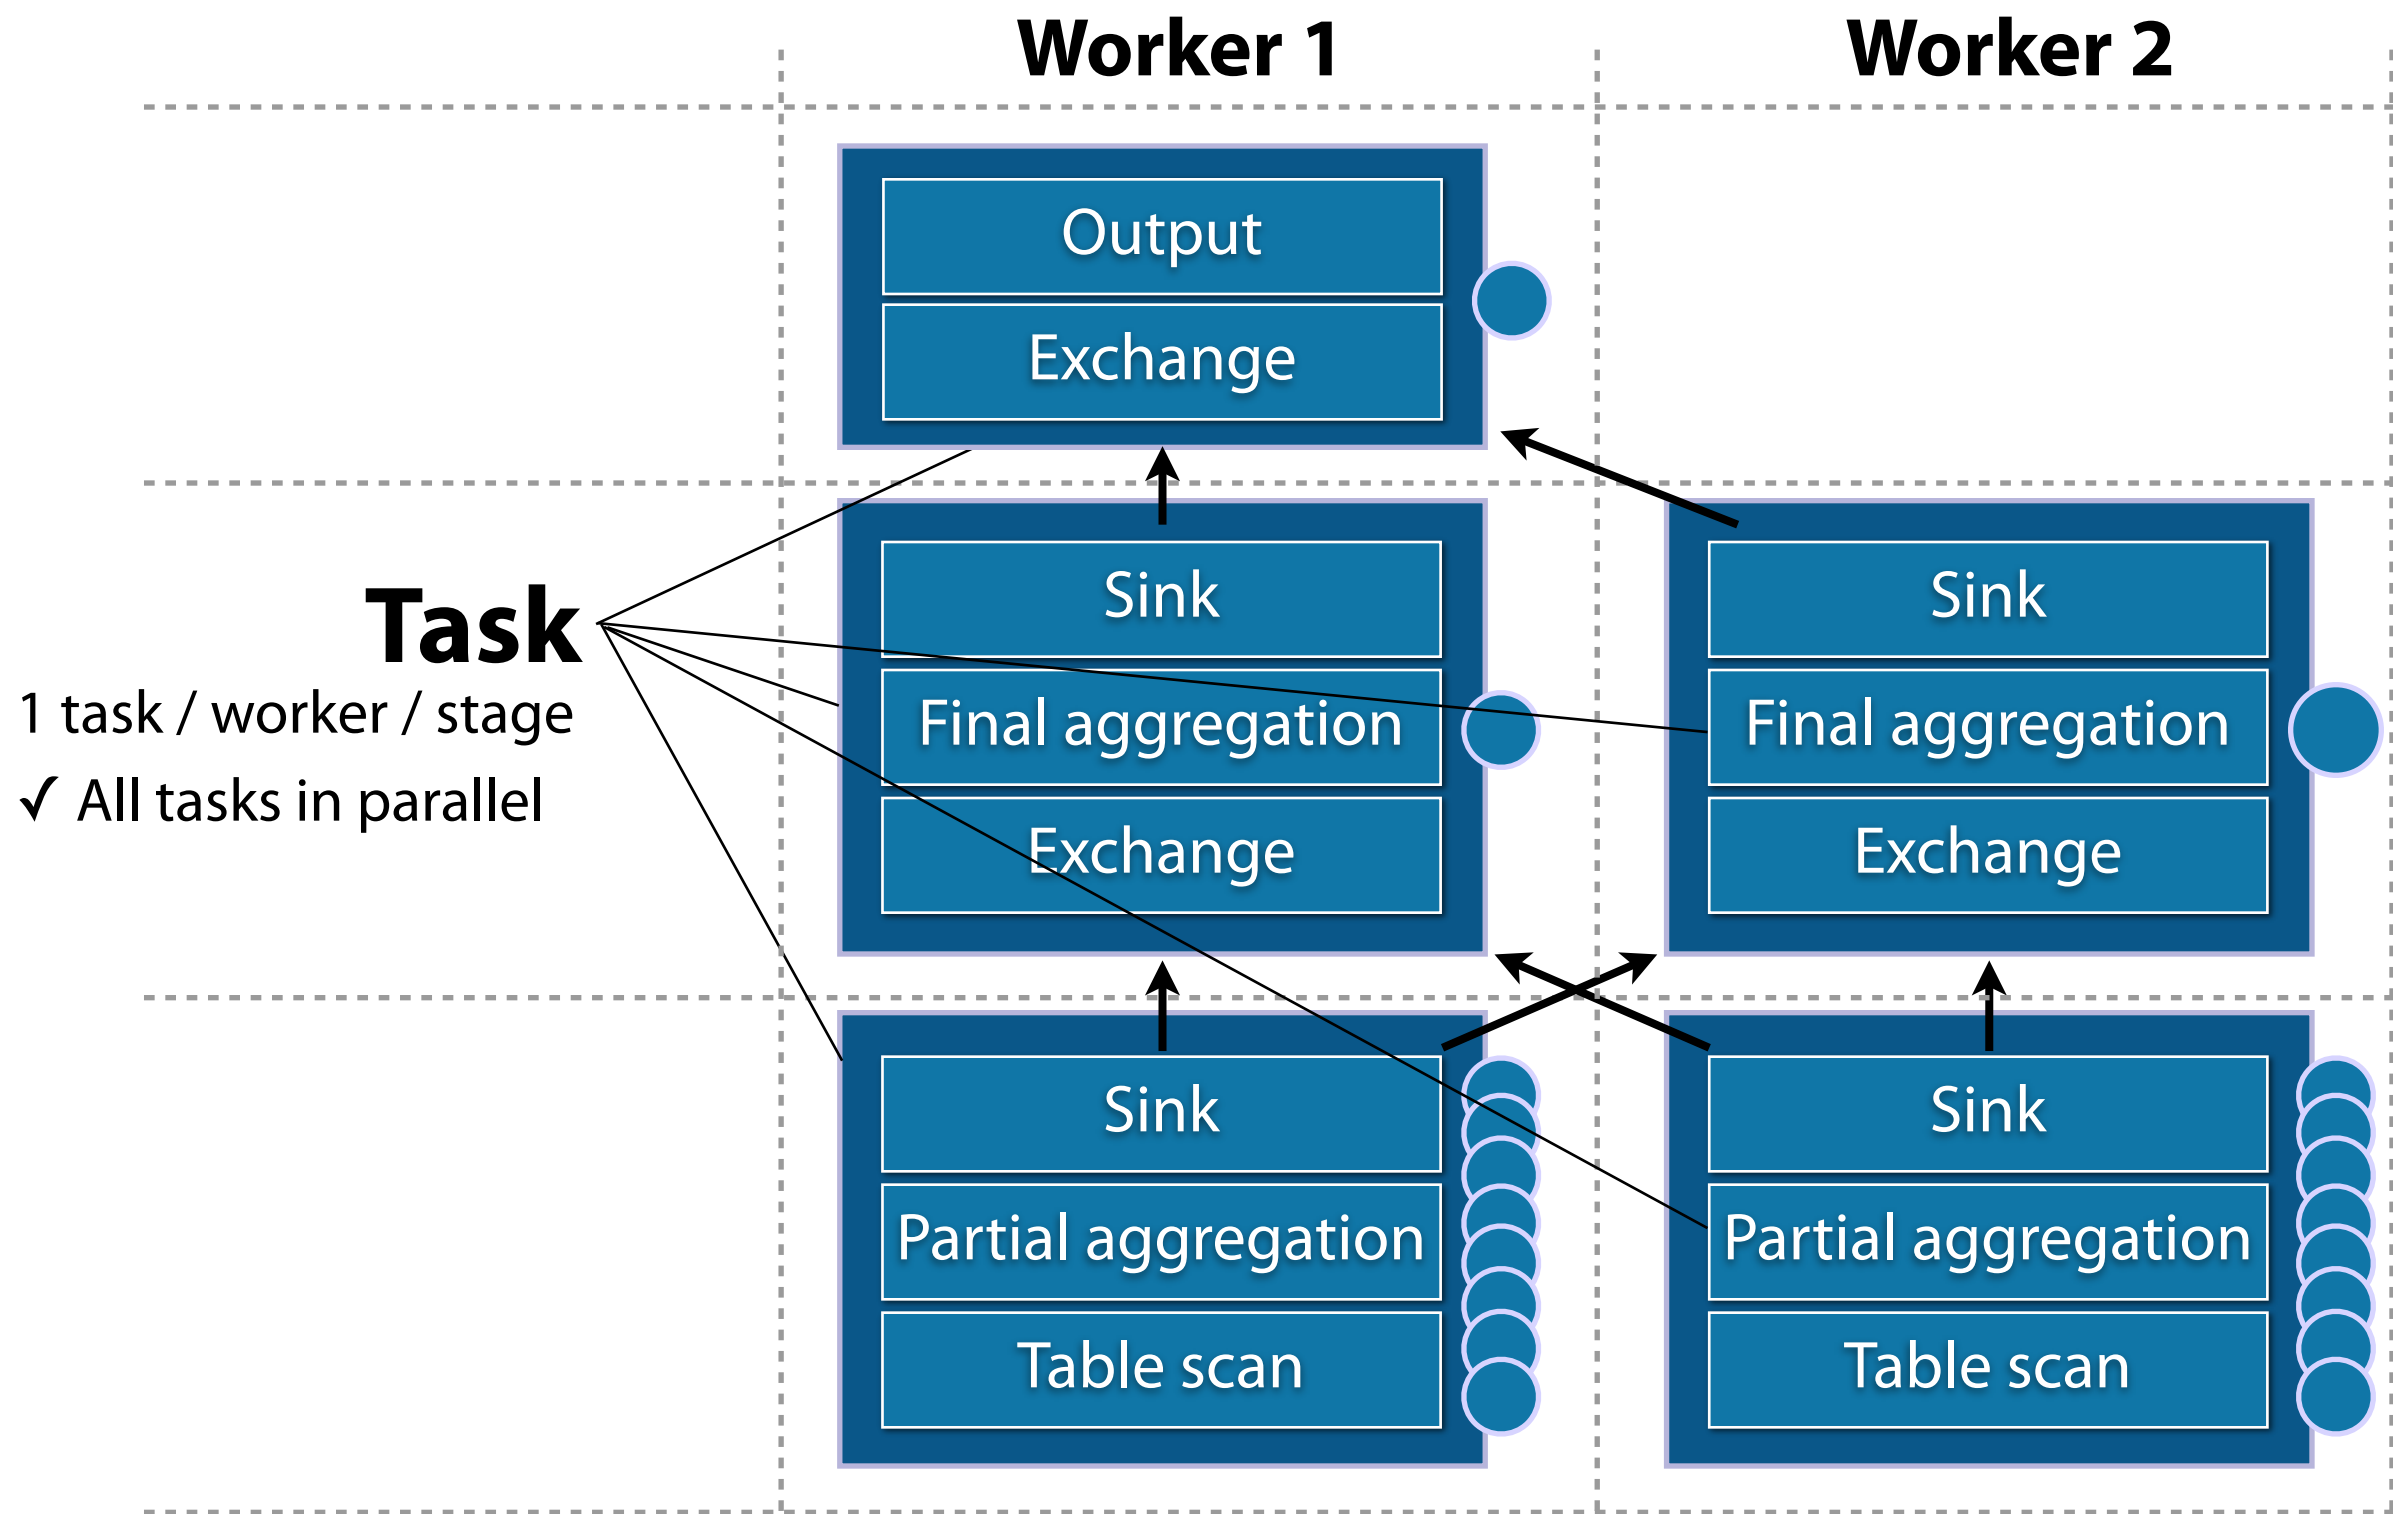 Worker 1
Worker 2
Output
Exchange
Task
1 task / worker / stage
✓ All tasks in parallel
Sink
Final aggregation
Exchange
Sink
Final aggregation
Exchange
Sink
Partial aggregation
Table scan
Sink
Partial aggregation
Table scan